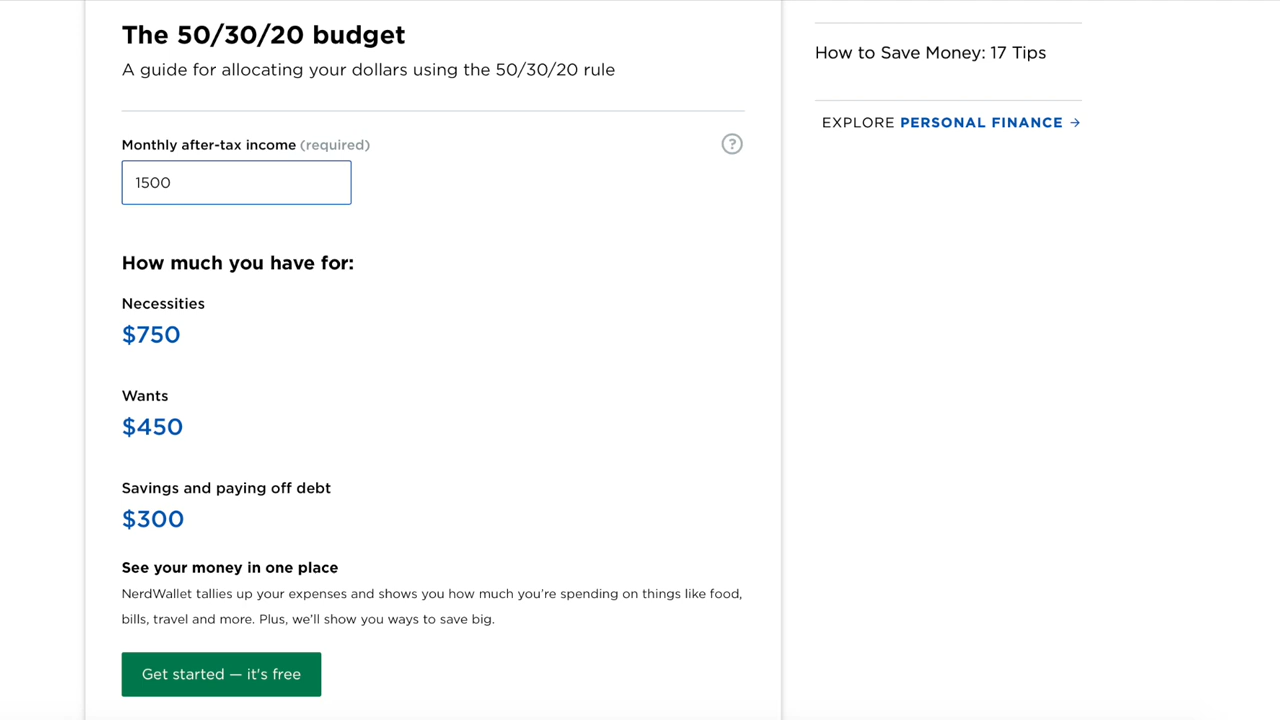 The 50/30/20 budget
A guide for allocating your dollars using the 50/30/20 rule
Monthly after-tax income (required)
?
1500
How much you have for:
Necessities
$750
Wants
$450
Savings and paying off debt
$300
See your money in one place
NerdWallet tallies up your expenses and shows you how much you’re spending on things like food,
bills, travel and more. Plus, we’ll show you ways to save big.
Get started — it's free
How to Save Money: 17 Tips
EXPLORE PERSONAL FINANCE →